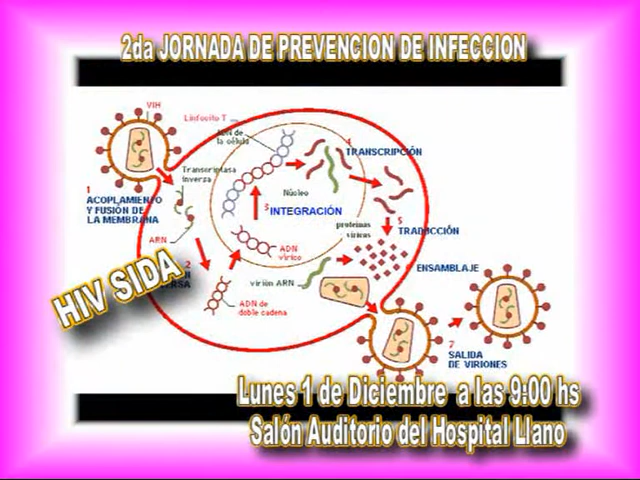 2da JORNADA DE PREVENCION DE INFECCION
VIH
Linfocito T
ADN de
la célula
Transcriptasa
inversa
4
TRANSCRIPCIÓN
1
ACOPLAMIENTO
Y FUSIÓN DE
LA MEMBRANA
Núcleo
3
INTEGRACIÓN
proteínas
víricas
5
TRADUCCIÓN
ARN
ADN
vírico
ENSAMBLAJE
HIV SIDA
2
virión ARN
ADN de
doble cadena
7
SALIDA
DE VIRIONES
Lunes 1 de Diciembre a las 9:00 hs
Salón Auditorio del Hospital Llano